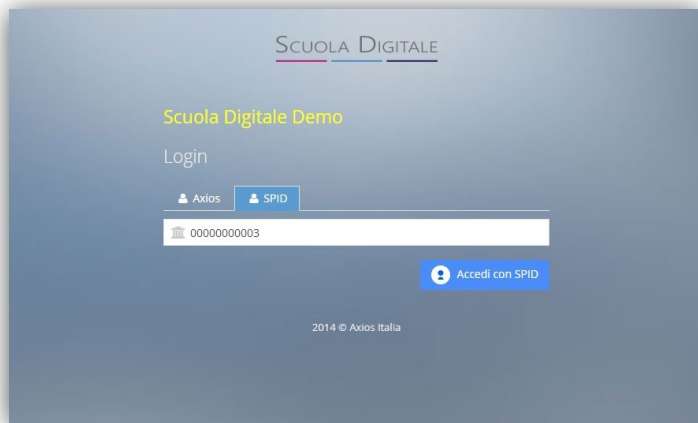 SCUOLA DIGITALE
Scuola Digitale Demo
Login
Axios SPID
00000000003
Accedi con SPID
2014 © Axios Italia